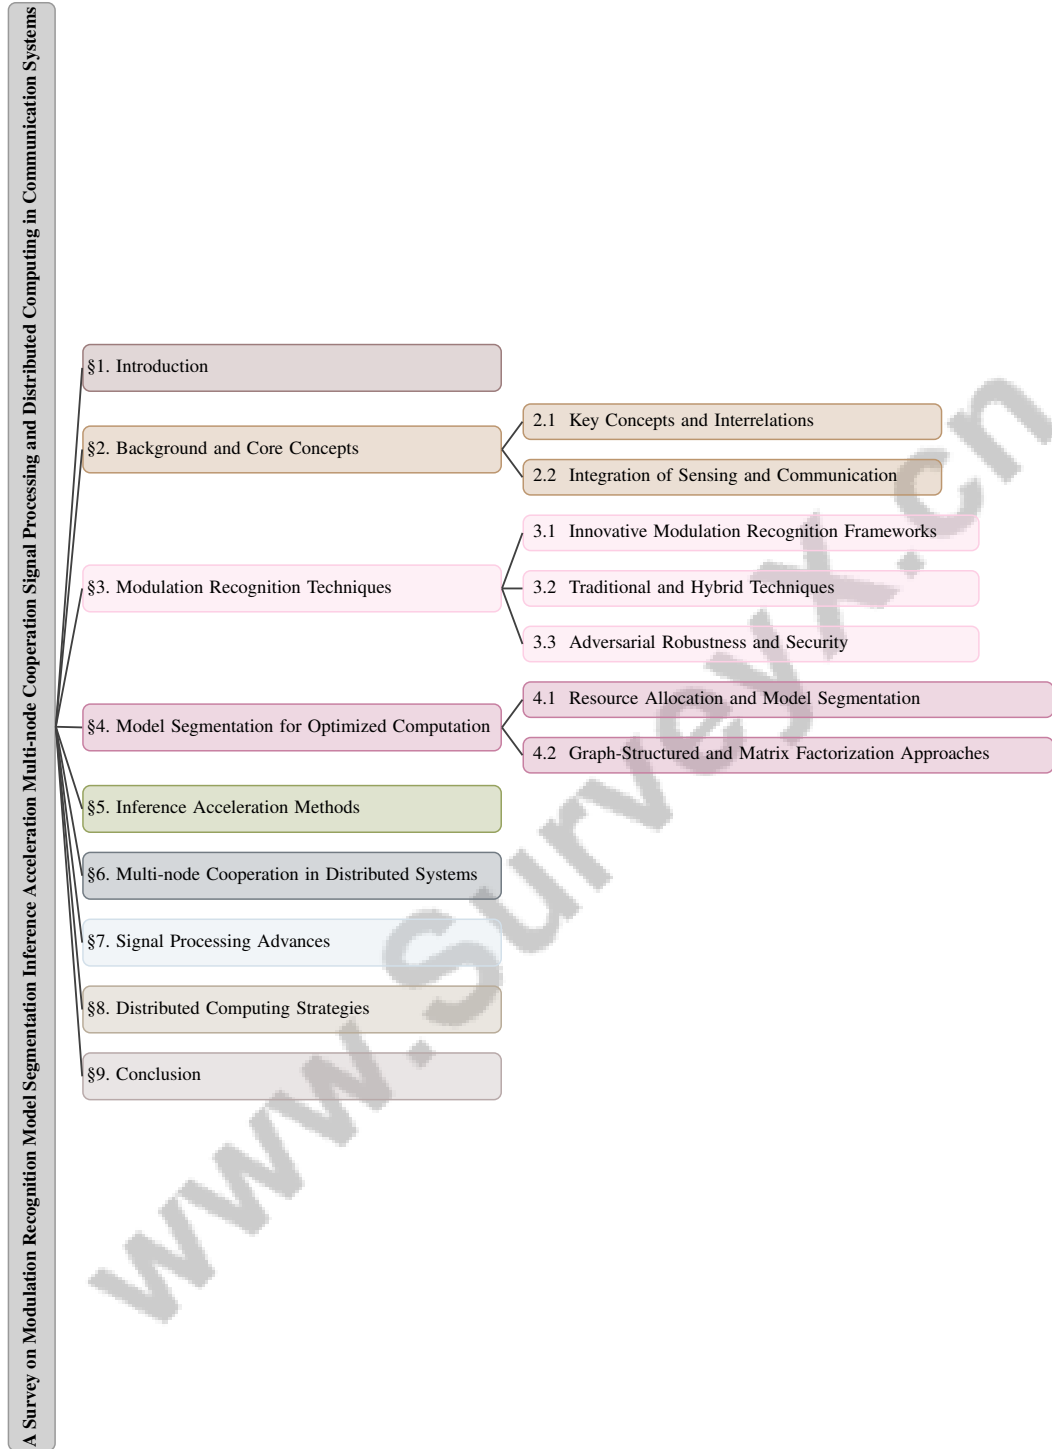 A Survey on Modulation Recognition Model Segmentation Inference Acceleration Multi-node Cooperation Signal Processing and Distributed Computing in Communication Systems
§1. Introduction
§2. Background and Core Concepts
2.1 Key Concepts and Interrelations
2.2 Integration of Sensing and Communication
§3. Modulation Recognition Techniques
3.1 Innovative Modulation Recognition Frameworks
3.2 Traditional and Hybrid Techniques
3.3 Adversarial Robustness and Security
§4. Model Segmentation for Optimized Computation
4.1 Resource Allocation and Model Segmentation
4.2 Graph-Structured and Matrix Factorization Approaches
§5. Inference Acceleration Methods
§6. Multi-node Cooperation in Distributed Systems
§7. Signal Processing Advances
§8. Distributed Computing Strategies
§9. Conclusion
www.SurveyX.cn